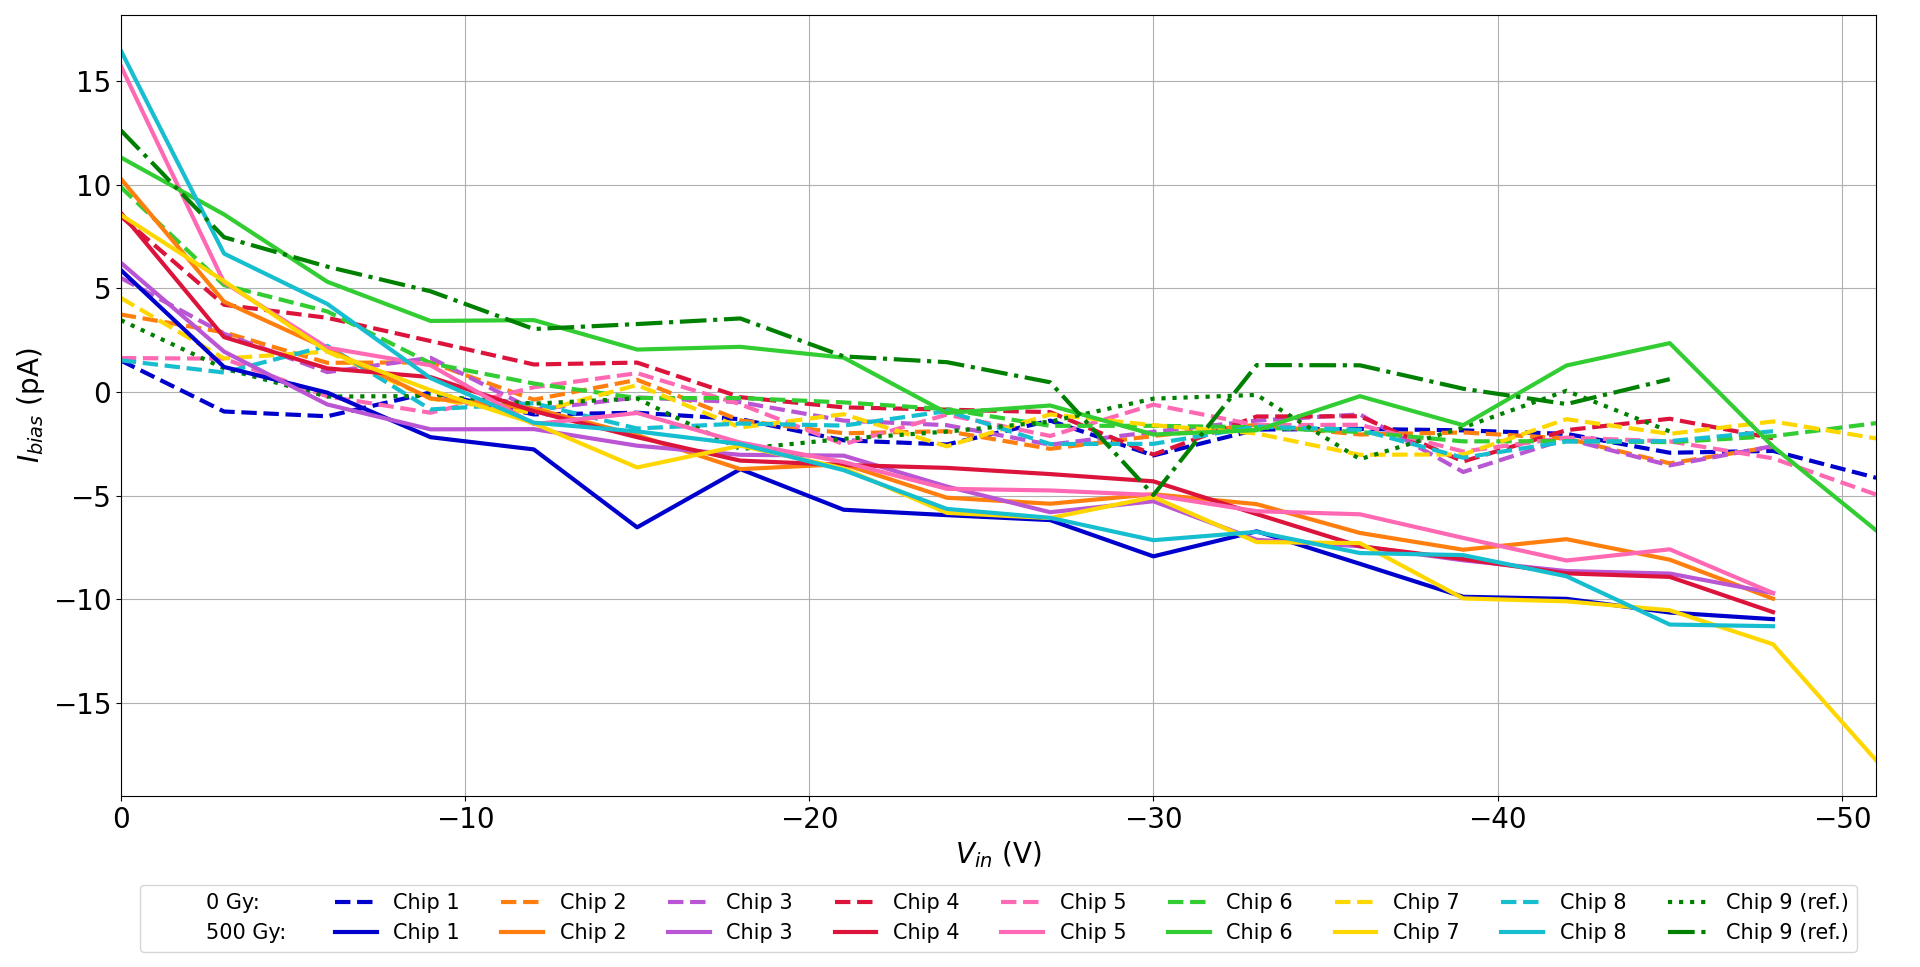 15
10
5
0
−5
−10
−15
I_bias (pA)
0 −10 −20 −30 −40 −50
V_in (V)
0 Gy: Chip 1 Chip 2 Chip 3 Chip 4 Chip 5 Chip 6 Chip 7 Chip 8 Chip 9 (ref.)
500 Gy: Chip 1 Chip 2 Chip 3 Chip 4 Chip 5 Chip 6 Chip 7 Chip 8 Chip 9 (ref.)